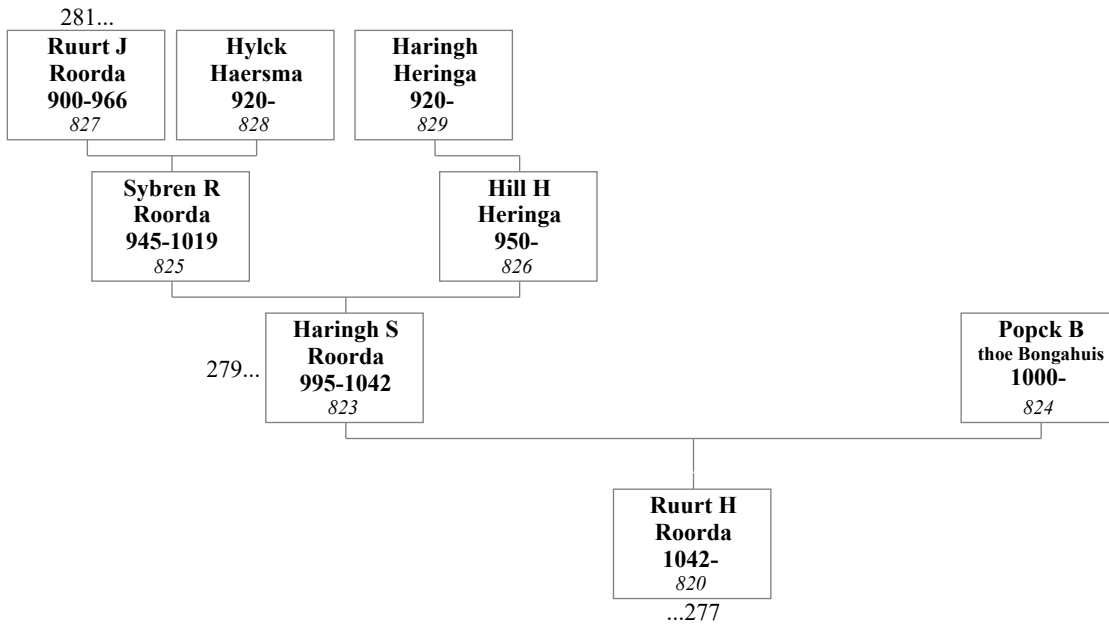 281...
Ruurt J
Roorda
900-966
827
Hylck
Haersma
920-
828
Haringh
Heringa
920-
829
Sybren R
Roorda
945-1019
825
Hill H
Heringa
950-
826
279...
Haringh S
Roorda
995-1042
823
Popck B
thoe Bongahuis
1000-
824
Ruurt H
Roorda
1042-
820
...277